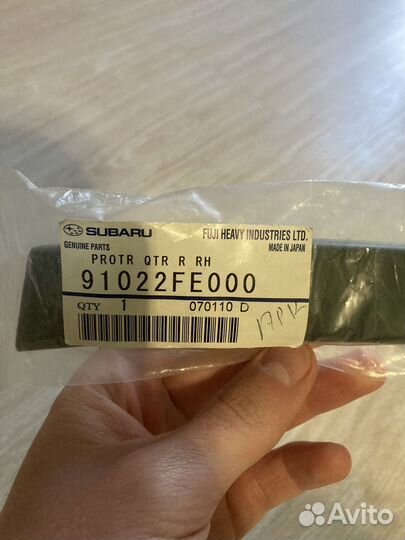 SUBARU FUJI HEAVY INDUSTRIES LTD.
GENUINE PARTS MADE IN JAPAN
PROTR QTR R RH
91022FE000
QTY 1 070110 D
Avito